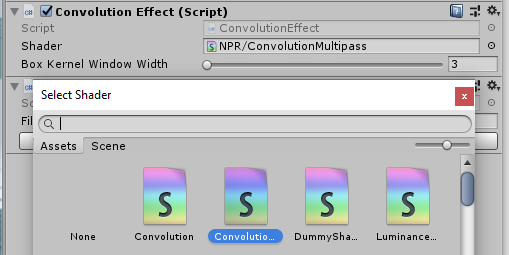 Convolution Effect (Script)
Script ConvolutionEffect
Shader NPR/ConvolutionMultipass
Box Kernel Window Width 3
Select Shader
x
Assets Scene
Fil
None Convolution Convolutio... DummySha... Luminance...